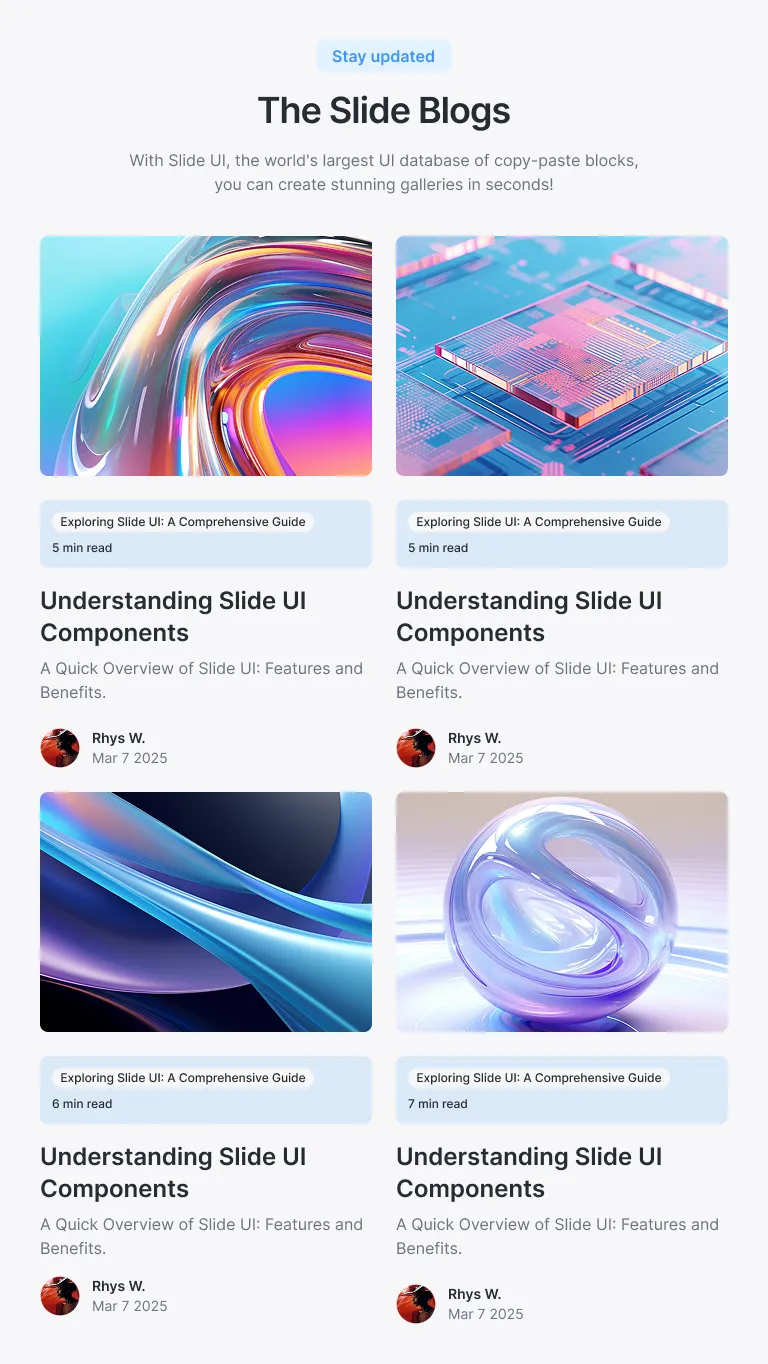 Stay updated
The Slide Blogs
With Slide UI, the world's largest UI database of copy-paste blocks,
you can create stunning galleries in seconds!
Exploring Slide UI: A Comprehensive Guide
5 min read
Understanding Slide UI
Components
A Quick Overview of Slide UI: Features and
Benefits.
Rhys W.
Mar 7 2025
Exploring Slide UI: A Comprehensive Guide
5 min read
Understanding Slide UI
Components
A Quick Overview of Slide UI: Features and
Benefits.
Rhys W.
Mar 7 2025
Exploring Slide UI: A Comprehensive Guide
6 min read
Understanding Slide UI
Components
A Quick Overview of Slide UI: Features and
Benefits.
Rhys W.
Mar 7 2025
Exploring Slide UI: A Comprehensive Guide
7 min read
Understanding Slide UI
Components
A Quick Overview of Slide UI: Features and
Benefits.
Rhys W.
Mar 7 2025